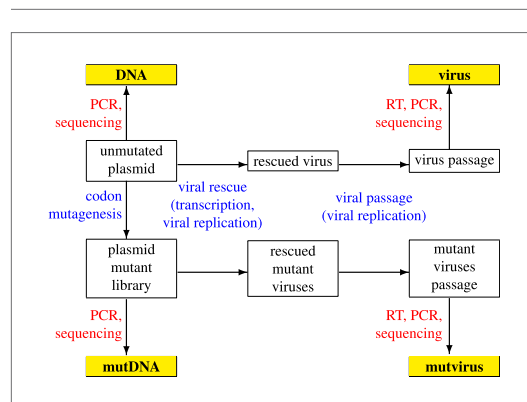 DNA
virus
PCR,
sequencing
RT, PCR,
sequencing
unmutated
plasmid
rescued virus
virus passage
codon
mutagenesis
viral rescue
(transcription,
viral replication)
viral passage
(viral replication)
plasmid
mutant
library
rescued
mutant
viruses
mutant
viruses
passage
PCR,
sequencing
RT, PCR,
sequencing
mutDNA
mutvirus